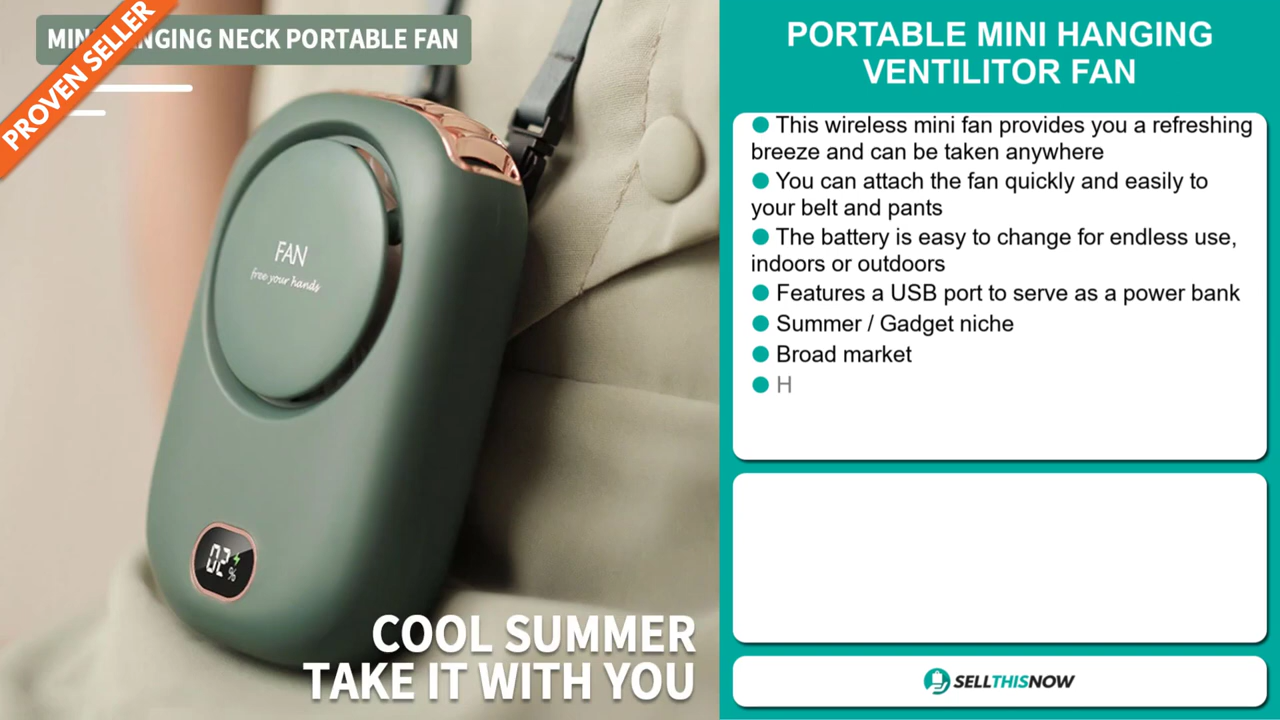 MIN ANGING NECK PORTABLE FAN
PROVEN SELLER
FAN
free your hands
02%
COOL SUMMER
TAKE IT WITH YOU
PORTABLE MINI HANGING
VENTILITOR FAN
● This wireless mini fan provides you a refreshing
breeze and can be taken anywhere
● You can attach the fan quickly and easily to
your belt and pants
● The battery is easy to change for endless use,
indoors or outdoors
● Features a USB port to serve as a power bank
● Summer / Gadget niche
● Broad market
● H
SELLTHISNOW